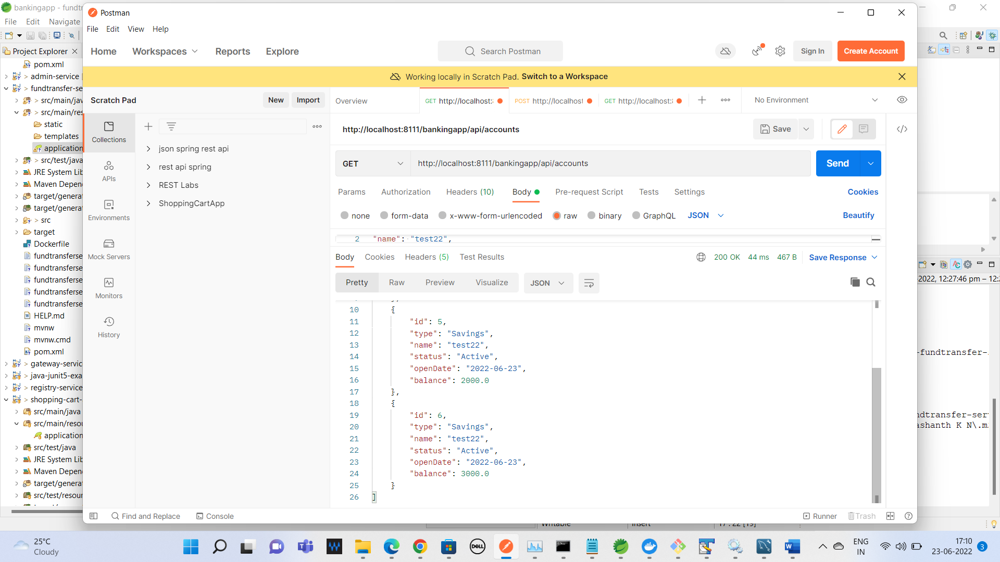 bankingapp - fundtr
File Edit Navigate
Project Explorer
pom.xml
> admin-service
> fundtransfer-se
> src/main/jav
> src/main/res
static
templates
application
> src/test/java
JRE System Lib
Maven Depen
target/generat
target/generat
> src
target
Dockerfile
fundtransferse
fundtransferse
fundtransferse
fundtransferse
fundtransferse
HELP.md
mvnw
mvnw.cmd
pom.xml
> gateway-servic
> java-junit5-exa
> registry-service
> shopping-cart-
src/main/java
src/main/resou
application
src/test/java
JRE System Lib
Maven Depen
target/generat
src/test/resour
Postman
File Edit View Help
Home Workspaces Reports Explore
Search Postman
Sign In
Create Account
Working locally in Scratch Pad. Switch to a Workspace
Scratch Pad
New
Import
Overview
GET http://localhost:
POST http://localhost
GET http://localhost:
No Environment
Collections
APIs
Environments
Mock Servers
Monitors
History
json spring rest api
rest api spring
REST Labs
ShoppingCartApp
http://localhost:8111/bankingapp/api/accounts
Save
GET
http://localhost:8111/bankingapp/api/accounts
Send
Params Authorization Headers (10) Body Pre-request Script Tests Settings
Cookies
none form-data x-www-form-urlencoded raw binary GraphQL JSON
Beautify
2 "name": "test22",
Body Cookies Headers (5) Test Results
200 OK 44 ms 467 B Save Response
Pretty Raw Preview Visualize JSON
10 {
11 "id": 5,
12 "type": "Savings",
13 "name": "test22",
14 "status": "Active",
15 "openDate": "2022-06-23",
16 "balance": 2000.0
17 },
18 {
19 "id": 6,
20 "type": "Savings",
21 "name": "test22",
22 "status": "Active",
23 "openDate": "2022-06-23",
24 "balance": 3000.0
25 }
26 ]
Find and Replace
Console
Runner
Trash
2022, 12:27:46 pm – 12:
-fundtransfer-
ndtransfer-ser
ashanth K N\.m
Writable
Insert
17 : 22 [19]
25°C
Cloudy
DELL
ENG
IN
17:10
23-06-2022
3